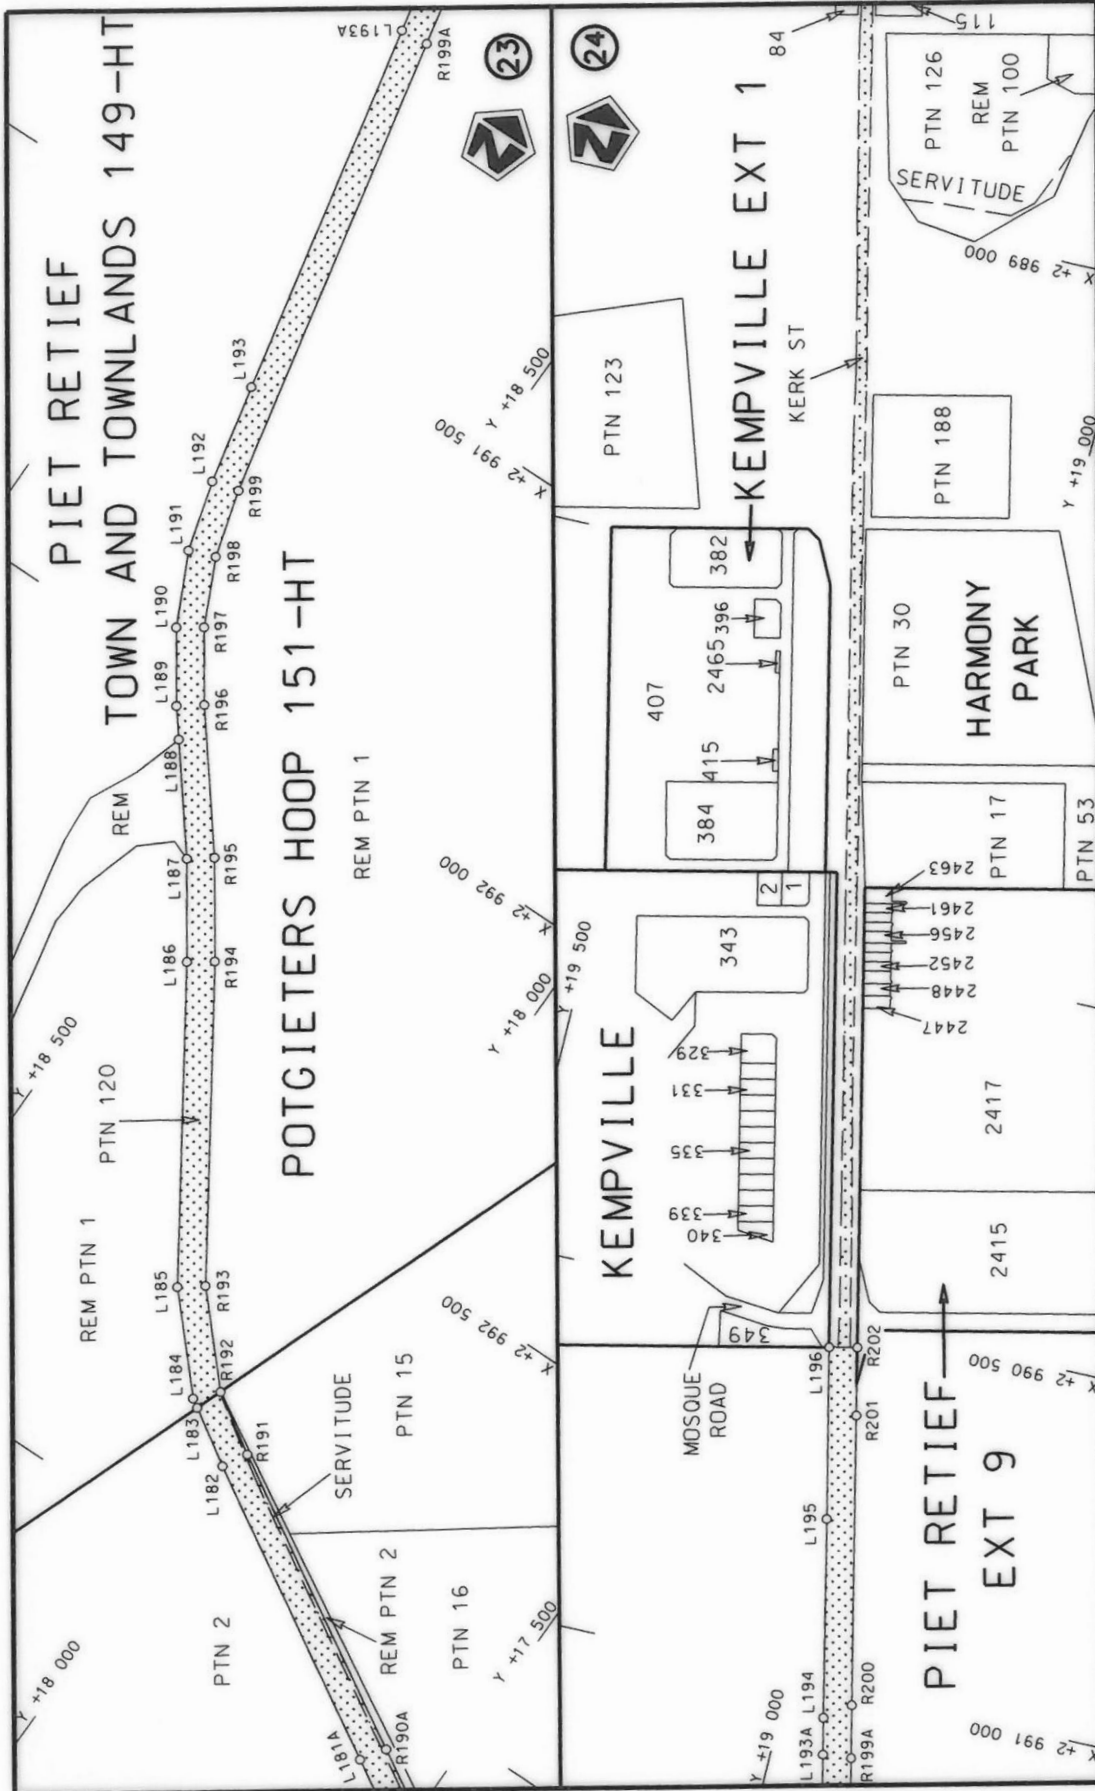 PIET RETIEF
TOWN AND TOWNLANDS 149-HT
L193A
R199A
23
N
L193
L192
R199
L191
R198
L190
R197
L189
R196
L188
REM
L187
R195
L186
R194
Y +18 500
PTN 120
POTGIETERS HOOP 151-HT
REM PTN 1
X +2 991 500
Y +18 500
X +2 992 000
Y +18 000
REM PTN 1
L185
R193
L184
R192
L183
L182
R191
SERVITUDE
PTN 15
X +2 992 500
PTN 2
REM PTN 2
PTN 16
Y +17 500
Y +18 000
L181A
R190A
24
N
84
115
PTN 126
REM
PTN 100
SERVITUDE
X +2 989 000
KEMPVILLE EXT 1
KERK ST
PTN 123
PTN 188
Y +19 000
382
396
2465
407
415
384
PTN 30
HARMONY
PARK
PTN 17
PTN 53
2
1
343
Y +19 500
KEMPVILLE
329
331
335
339
340
2463
2461
2456
2452
2448
2447
2417
2415
MOSQUE
ROAD
349
L196
R202
R201
L195
X +2 990 500
PIET RETIEF
EXT 9
L194
R200
L193A
R199A
Y +19 000
X +2 991 000